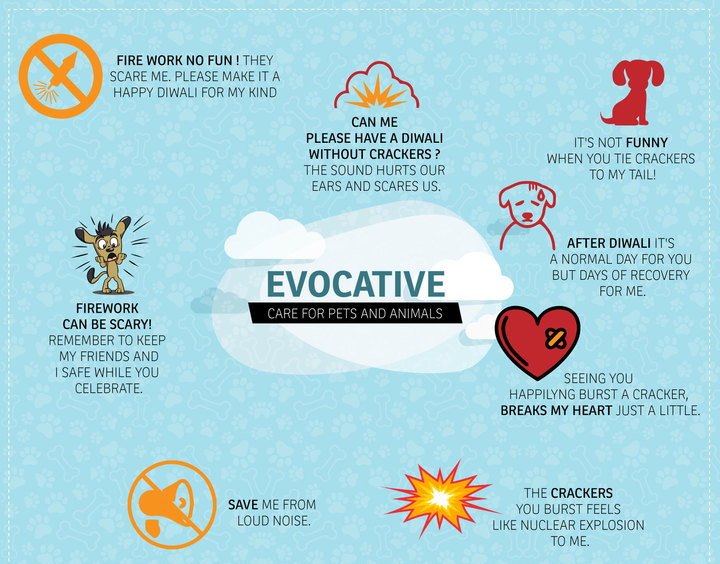 FIRE WORK NO FUN ! THEY
SCARE ME. PLEASE MAKE IT A
HAPPY DIWALI FOR MY KIND
CAN ME
PLEASE HAVE A DIWALI
WITHOUT CRACKERS ?
THE SOUND HURTS OUR
EARS AND SCARES US.
IT'S NOT FUNNY
WHEN YOU TIE CRACKERS
TO MY TAIL!
AFTER DIWALI IT'S
A NORMAL DAY FOR YOU
BUT DAYS OF RECOVERY
FOR ME.
EVOCATIVE
CARE FOR PETS AND ANIMALS
FIREWORK
CAN BE SCARY!
REMEMBER TO KEEP
MY FRIENDS AND
I SAFE WHILE YOU
CELEBRATE.
SEEING YOU
HAPPILYNG BURST A CRACKER,
BREAKS MY HEART JUST A LITTLE.
SAVE ME FROM
LOUD NOISE.
THE CRACKERS
YOU BURST FEELS
LIKE NUCLEAR EXPLOSION
TO ME.